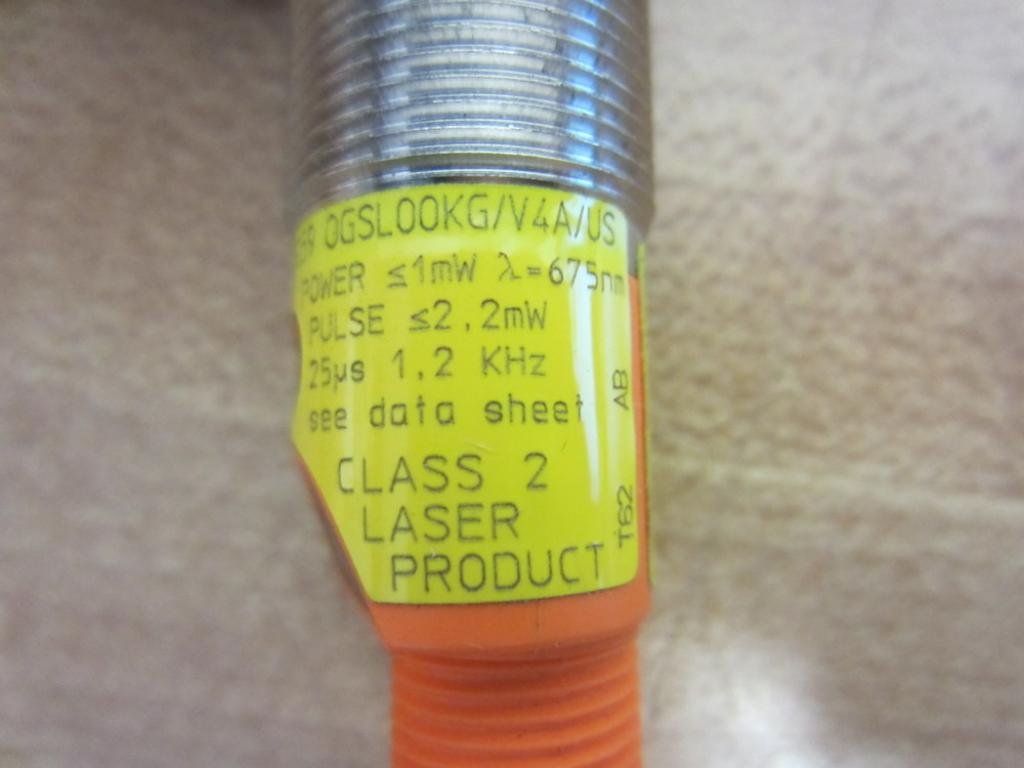 OGSLOOKG/V4A/US
POWER ≤1mW λ=675nm
PULSE ≤2,2mW
25µs 1,2 KHz
see data sheet
CLASS 2
LASER
PRODUCT
T62 AB